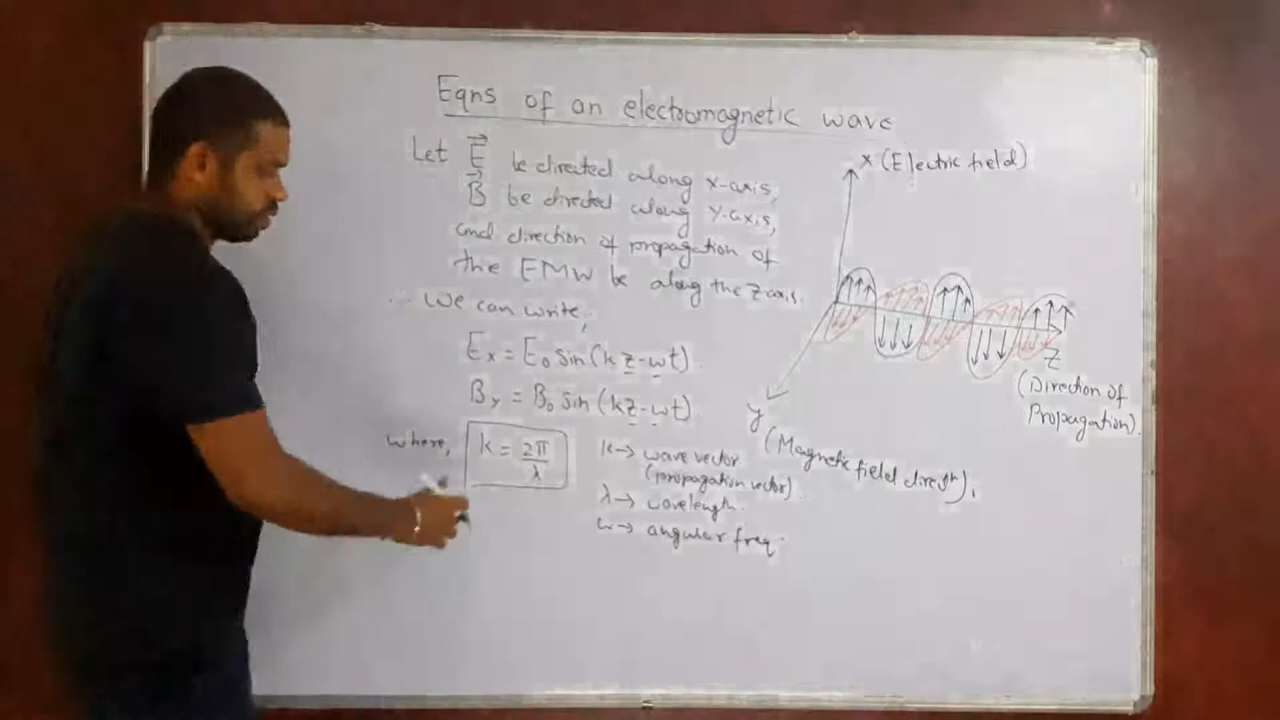 Eqns of an electromagnetic wave
Let E⃗ be directed along x-axis,
B⃗ be directed along y-axis,
and direction of propagation of
the EMW be along the z axis.
∴ We can write,
Eₓ = E₀ sin(kz-ωt).
Bᵧ = B₀ sin(kz-ωt).
where, k = 2π/λ
k→ wave vector
(propagation vector).
λ→ wavelength.
ω→ angular freq.
x (Electric field)
z
(Direction of
Propagation).
y
(Magnetic field direcⁿ),